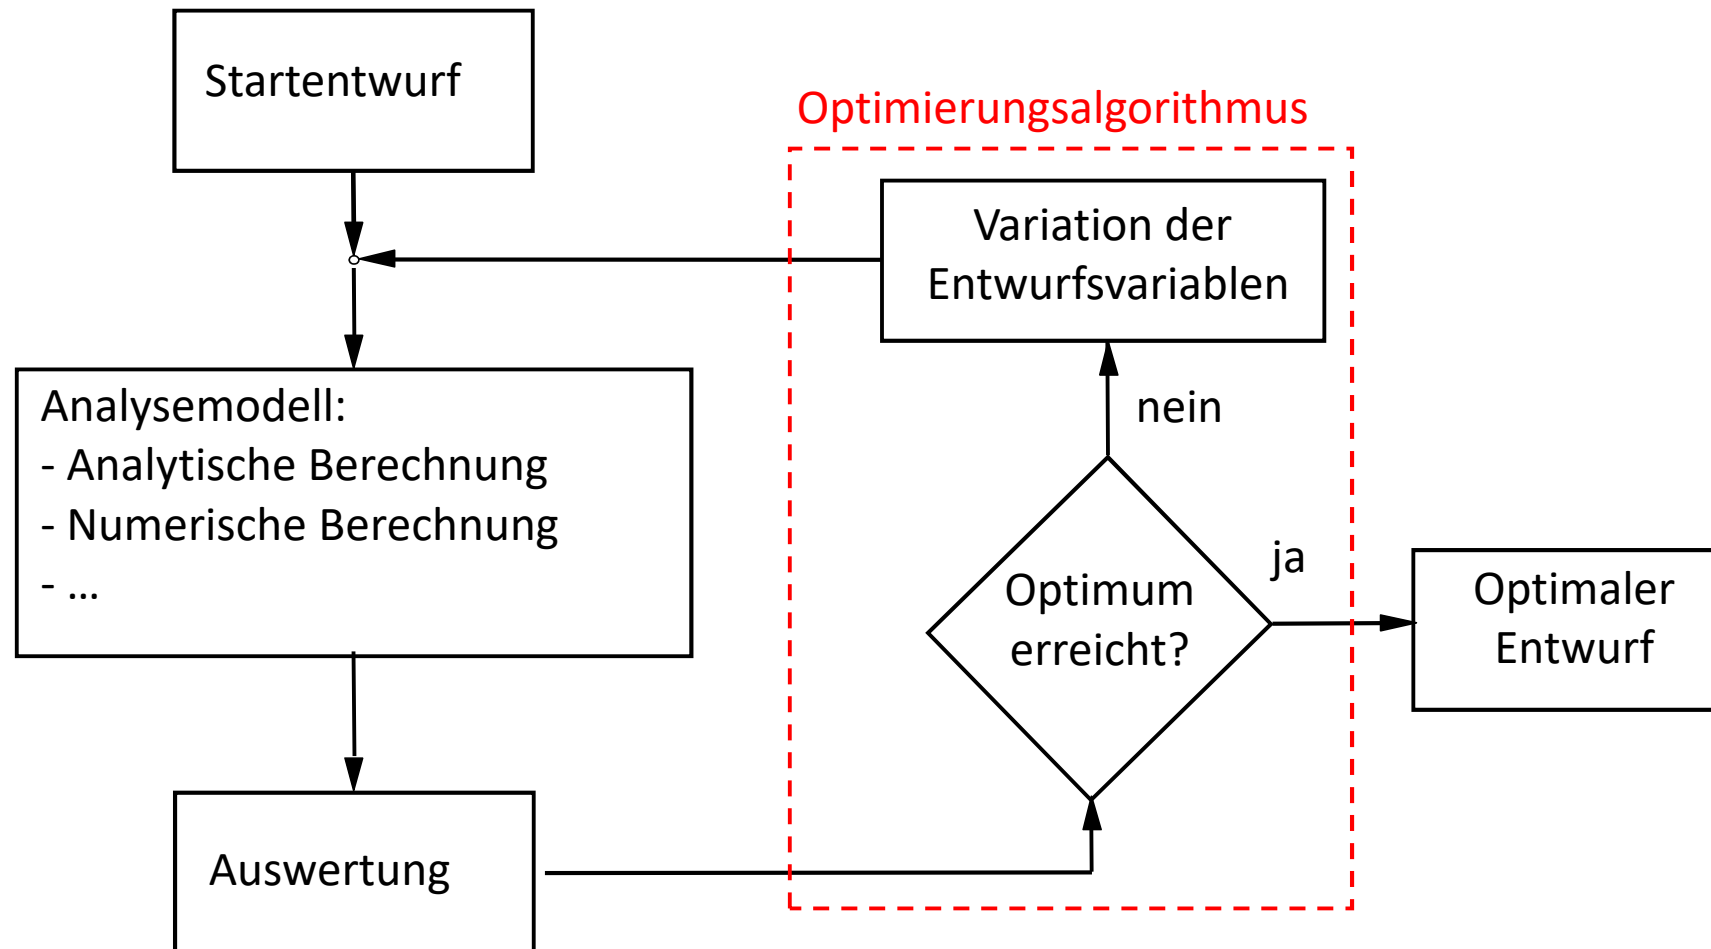 Startentwurf
Optimierungsalgorithmus
Variation der
Entwurfsvariablen
Analysemodell:
- Analytische Berechnung
- Numerische Berechnung
- ...
nein
ja
Optimum
erreicht?
Optimaler
Entwurf
Auswertung